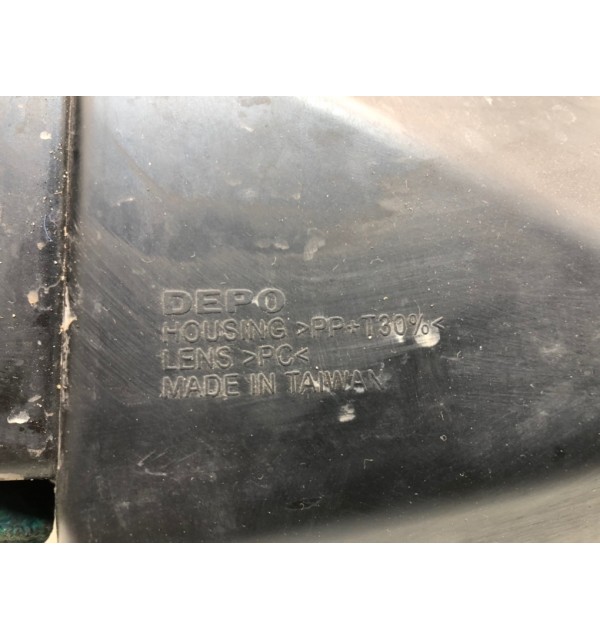 DEPO
HOUSING >PP+T30%<
LENS >PC<
MADE IN TAIWAN